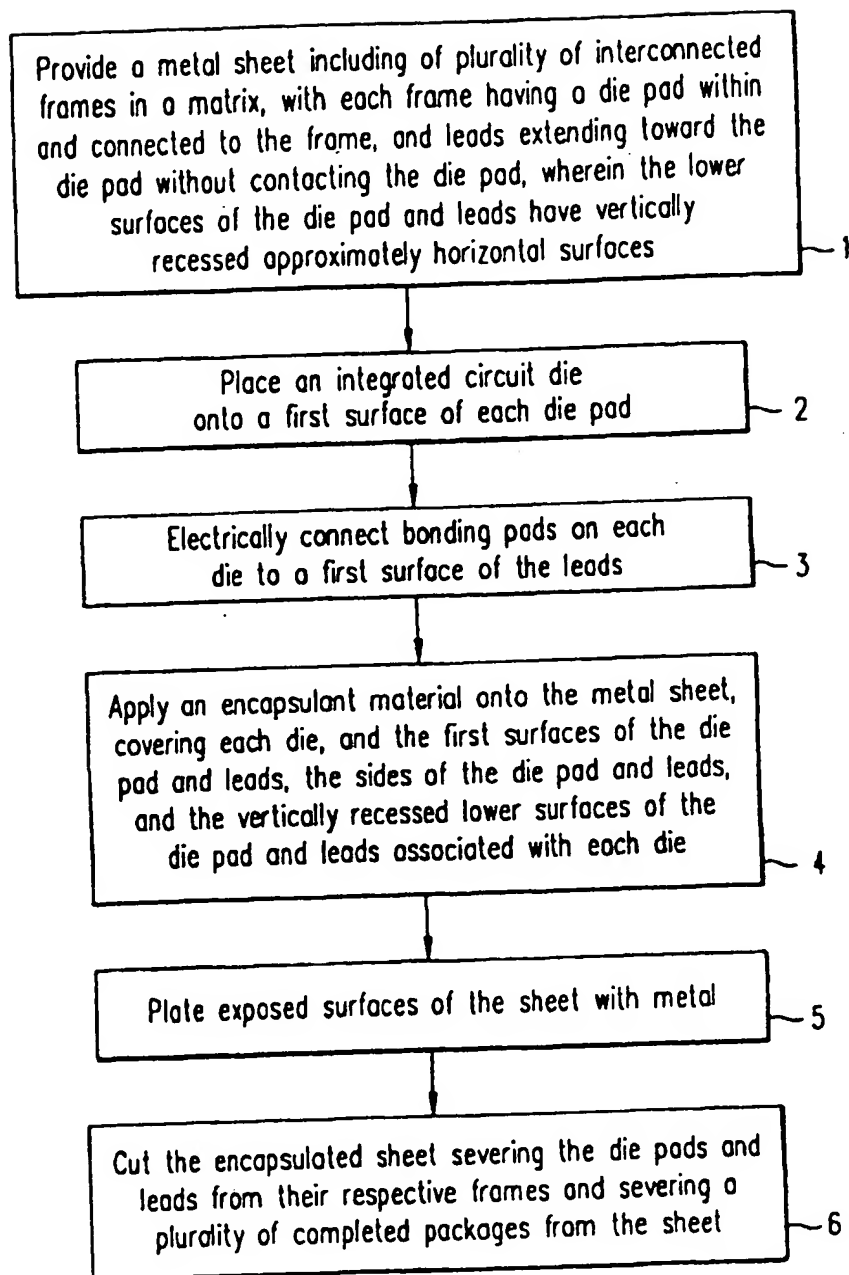 Provide a metal sheet including of plurality of interconnected
frames in a matrix, with each frame having a die pad within
and connected to the frame, and leads extending toward the
die pad without contacting the die pad, wherein the lower
surfaces of the die pad and leads have vertically
recessed approximately horizontal surfaces
1
Place an integrated circuit die
onto a first surface of each die pad
2
Electrically connect bonding pads on each
die to a first surface of the leads
3
Apply an encapsulant material onto the metal sheet,
covering each die, and the first surfaces of the die
pad and leads, the sides of the die pad and leads,
and the vertically recessed lower surfaces of the
die pad and leads associated with each die
4
Plate exposed surfaces of the sheet with metal
5
Cut the encapsulated sheet severing the die pads and
leads from their respective frames and severing a
plurality of completed packages from the sheet
6